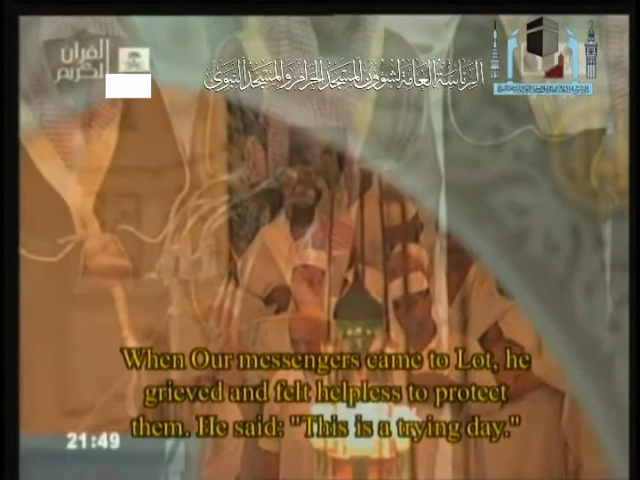 القرآن
الكريم
الرئاسة العامة لشؤون المسجد الحرام والمسجد النبوي
When Our messengers came to Lot, he
grieved and felt helpless to protect
them. He said: "This is a trying day."
21:49